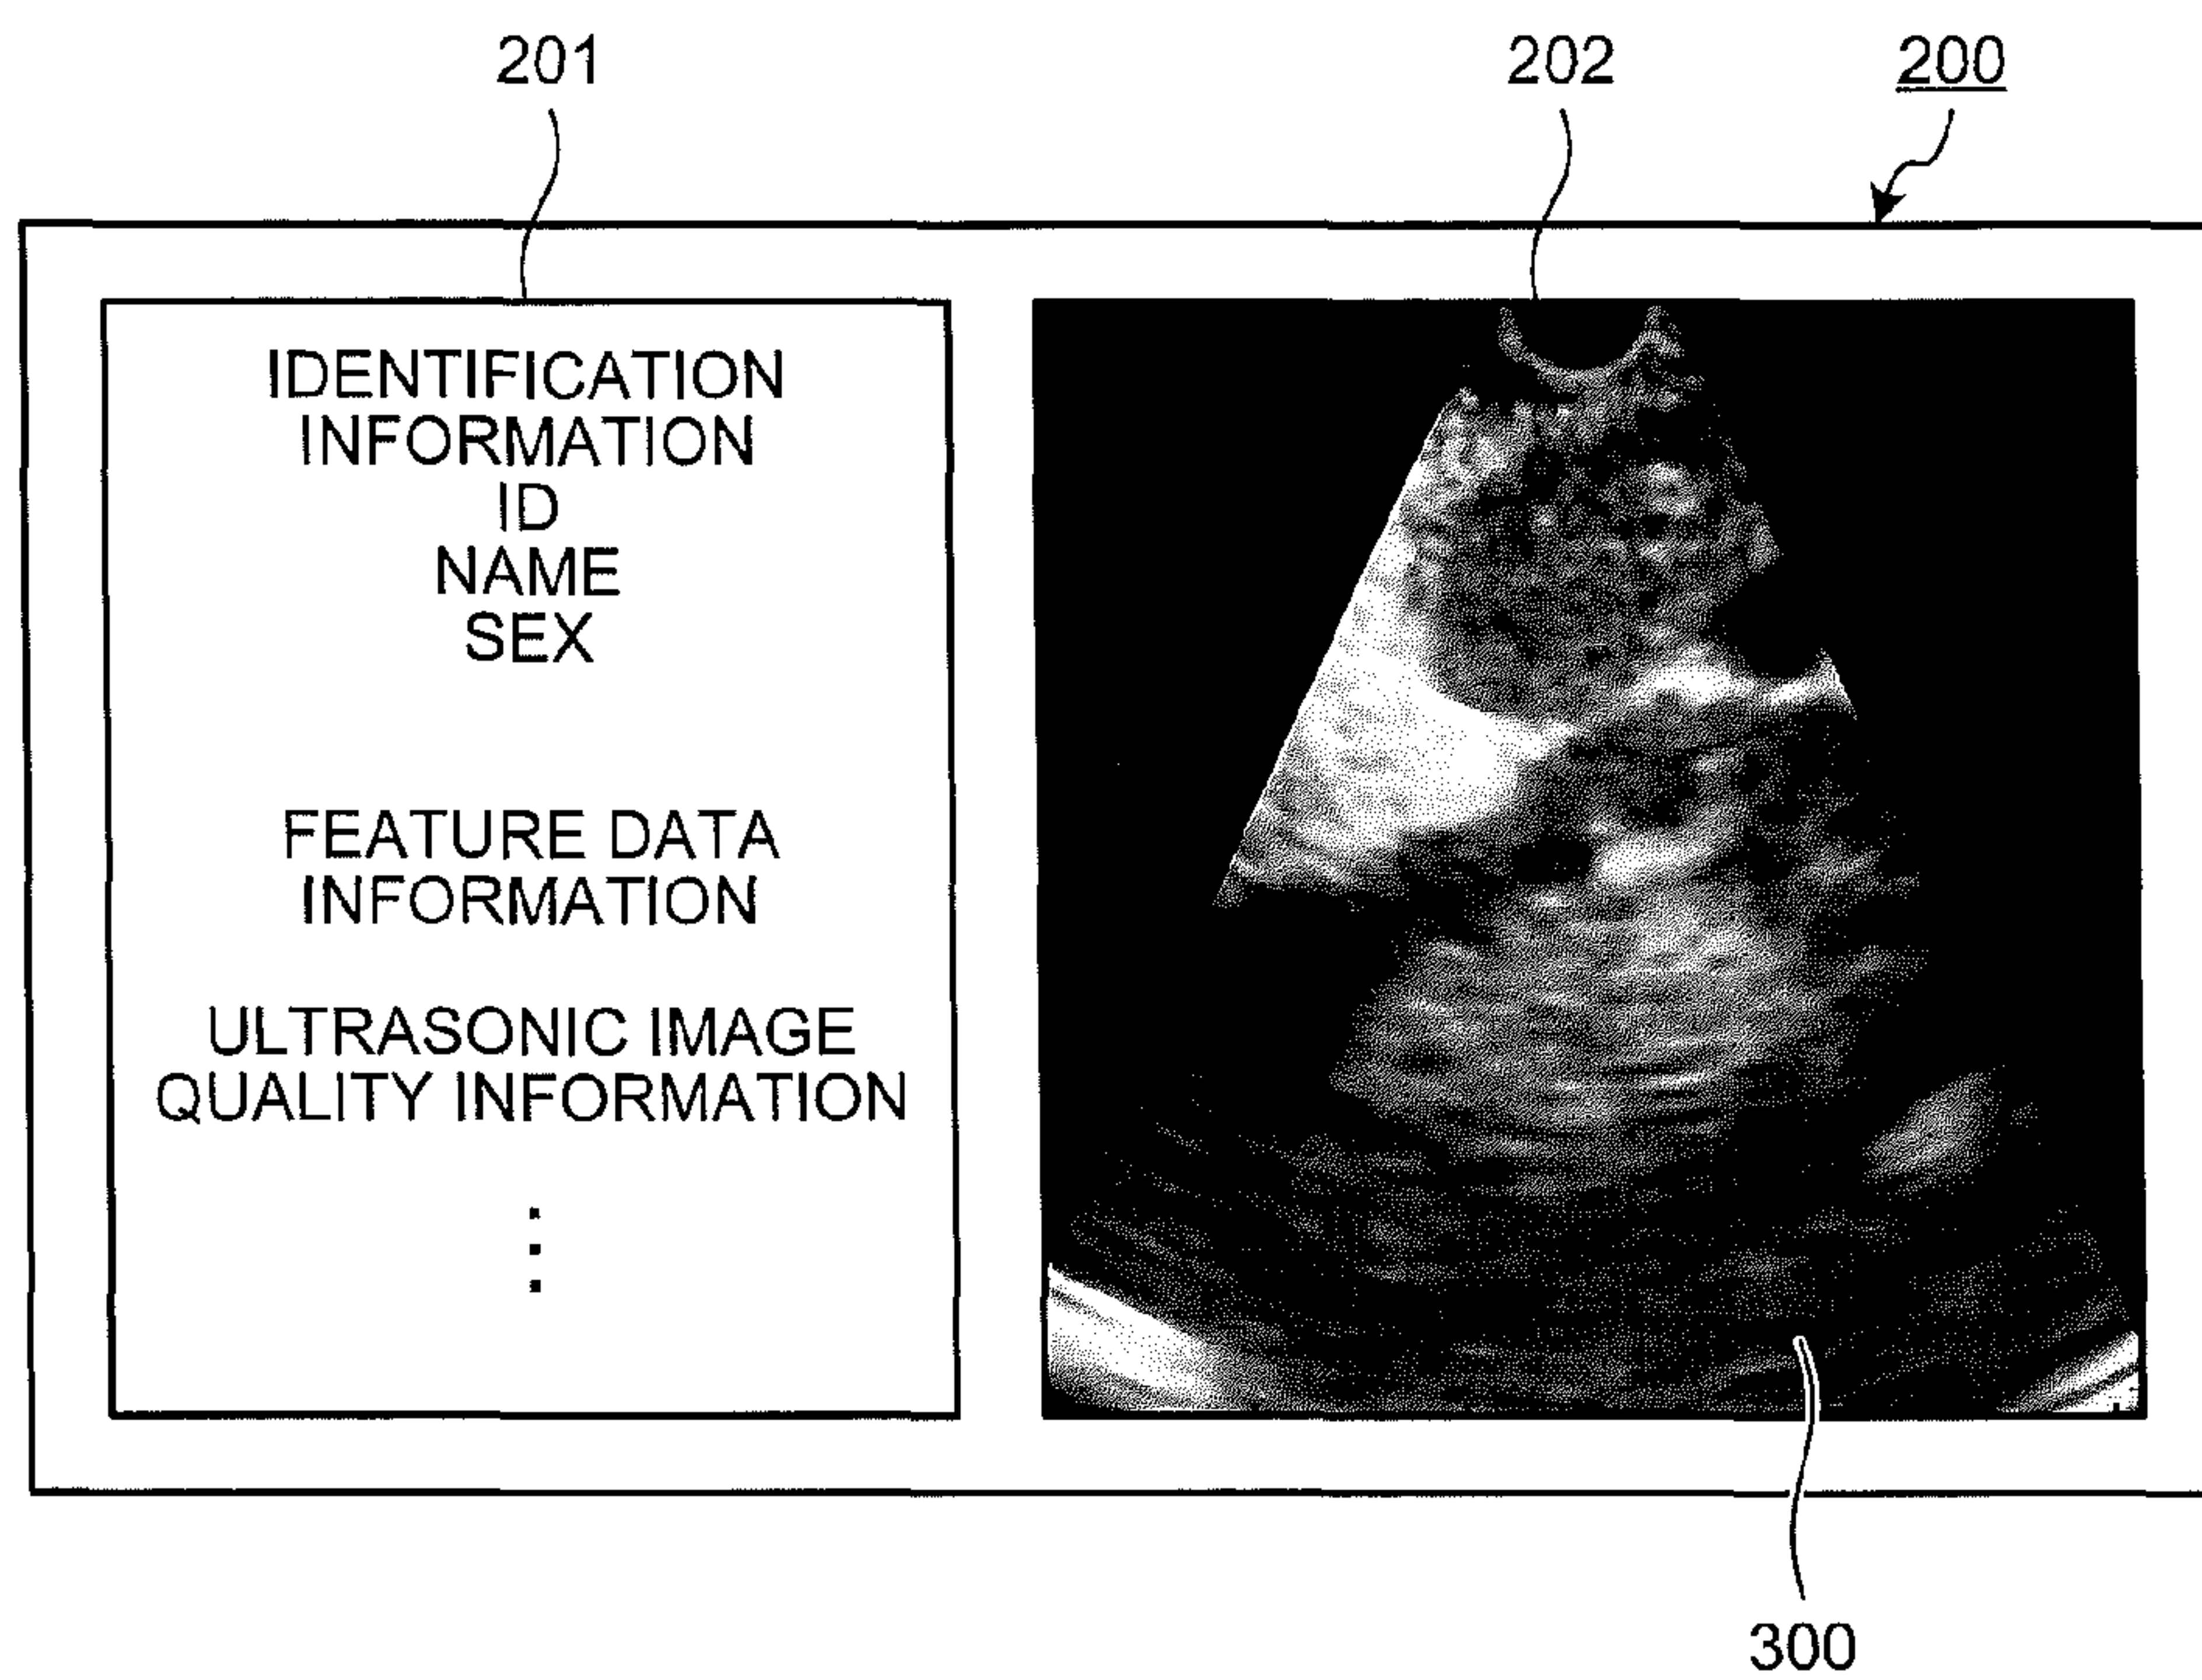 201
202
200
IDENTIFICATION
INFORMATION
ID
NAME
SEX
FEATURE DATA
INFORMATION
ULTRASONIC IMAGE
QUALITY INFORMATION
300